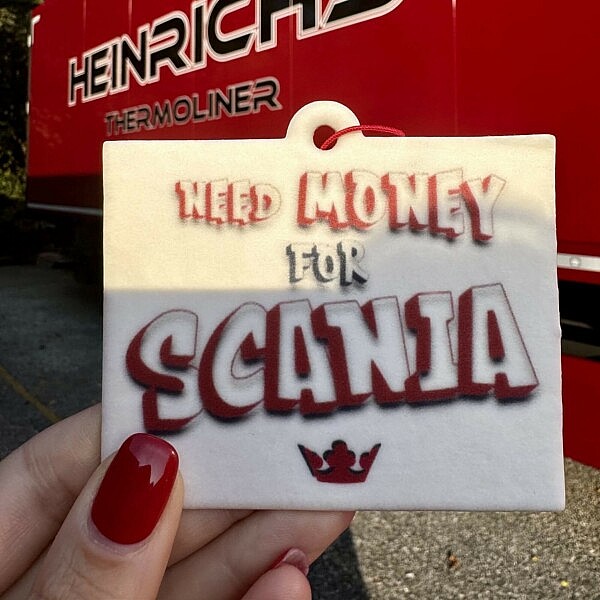 HEINRICHS
THERMOLINER
NEED MONEY
FOR
SCANIA